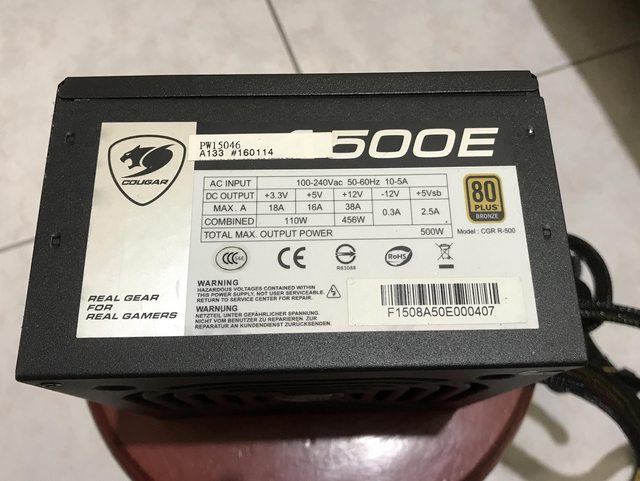 PW15046
A133 #160114
500E
COUGAR
AC INPUT 100-240Vac 50-60Hz 10-5A
DC OUTPUT +3.3V +5V +12V -12V +5Vsb
MAX. A 18A 16A 38A 0.3A 2.5A
COMBINED 110W 456W
TOTAL MAX. OUTPUT POWER 500W
80
PLUS
BRONZE
Model : CGR R-500
CE
R63088
RoHS
REAL GEAR
FOR
REAL GAMERS
WARNING
HAZARDOUS VOLTAGES CONTAINED WITHIN
THIS POWER SUPPLY, NOT USER SERVICEABLE.
RETURN TO SERVICE CENTER FOR REPAIR.
WARNUNG
NETZTEIL UNTER GEFÄHRLICHER SPANNUNG.
NICHT VOM BENUTZER ZU REPARIEREN. ZUR
REPARATUR AN KUNDENDIENST ZURÜCKSENDEN.
F1508A50E000407